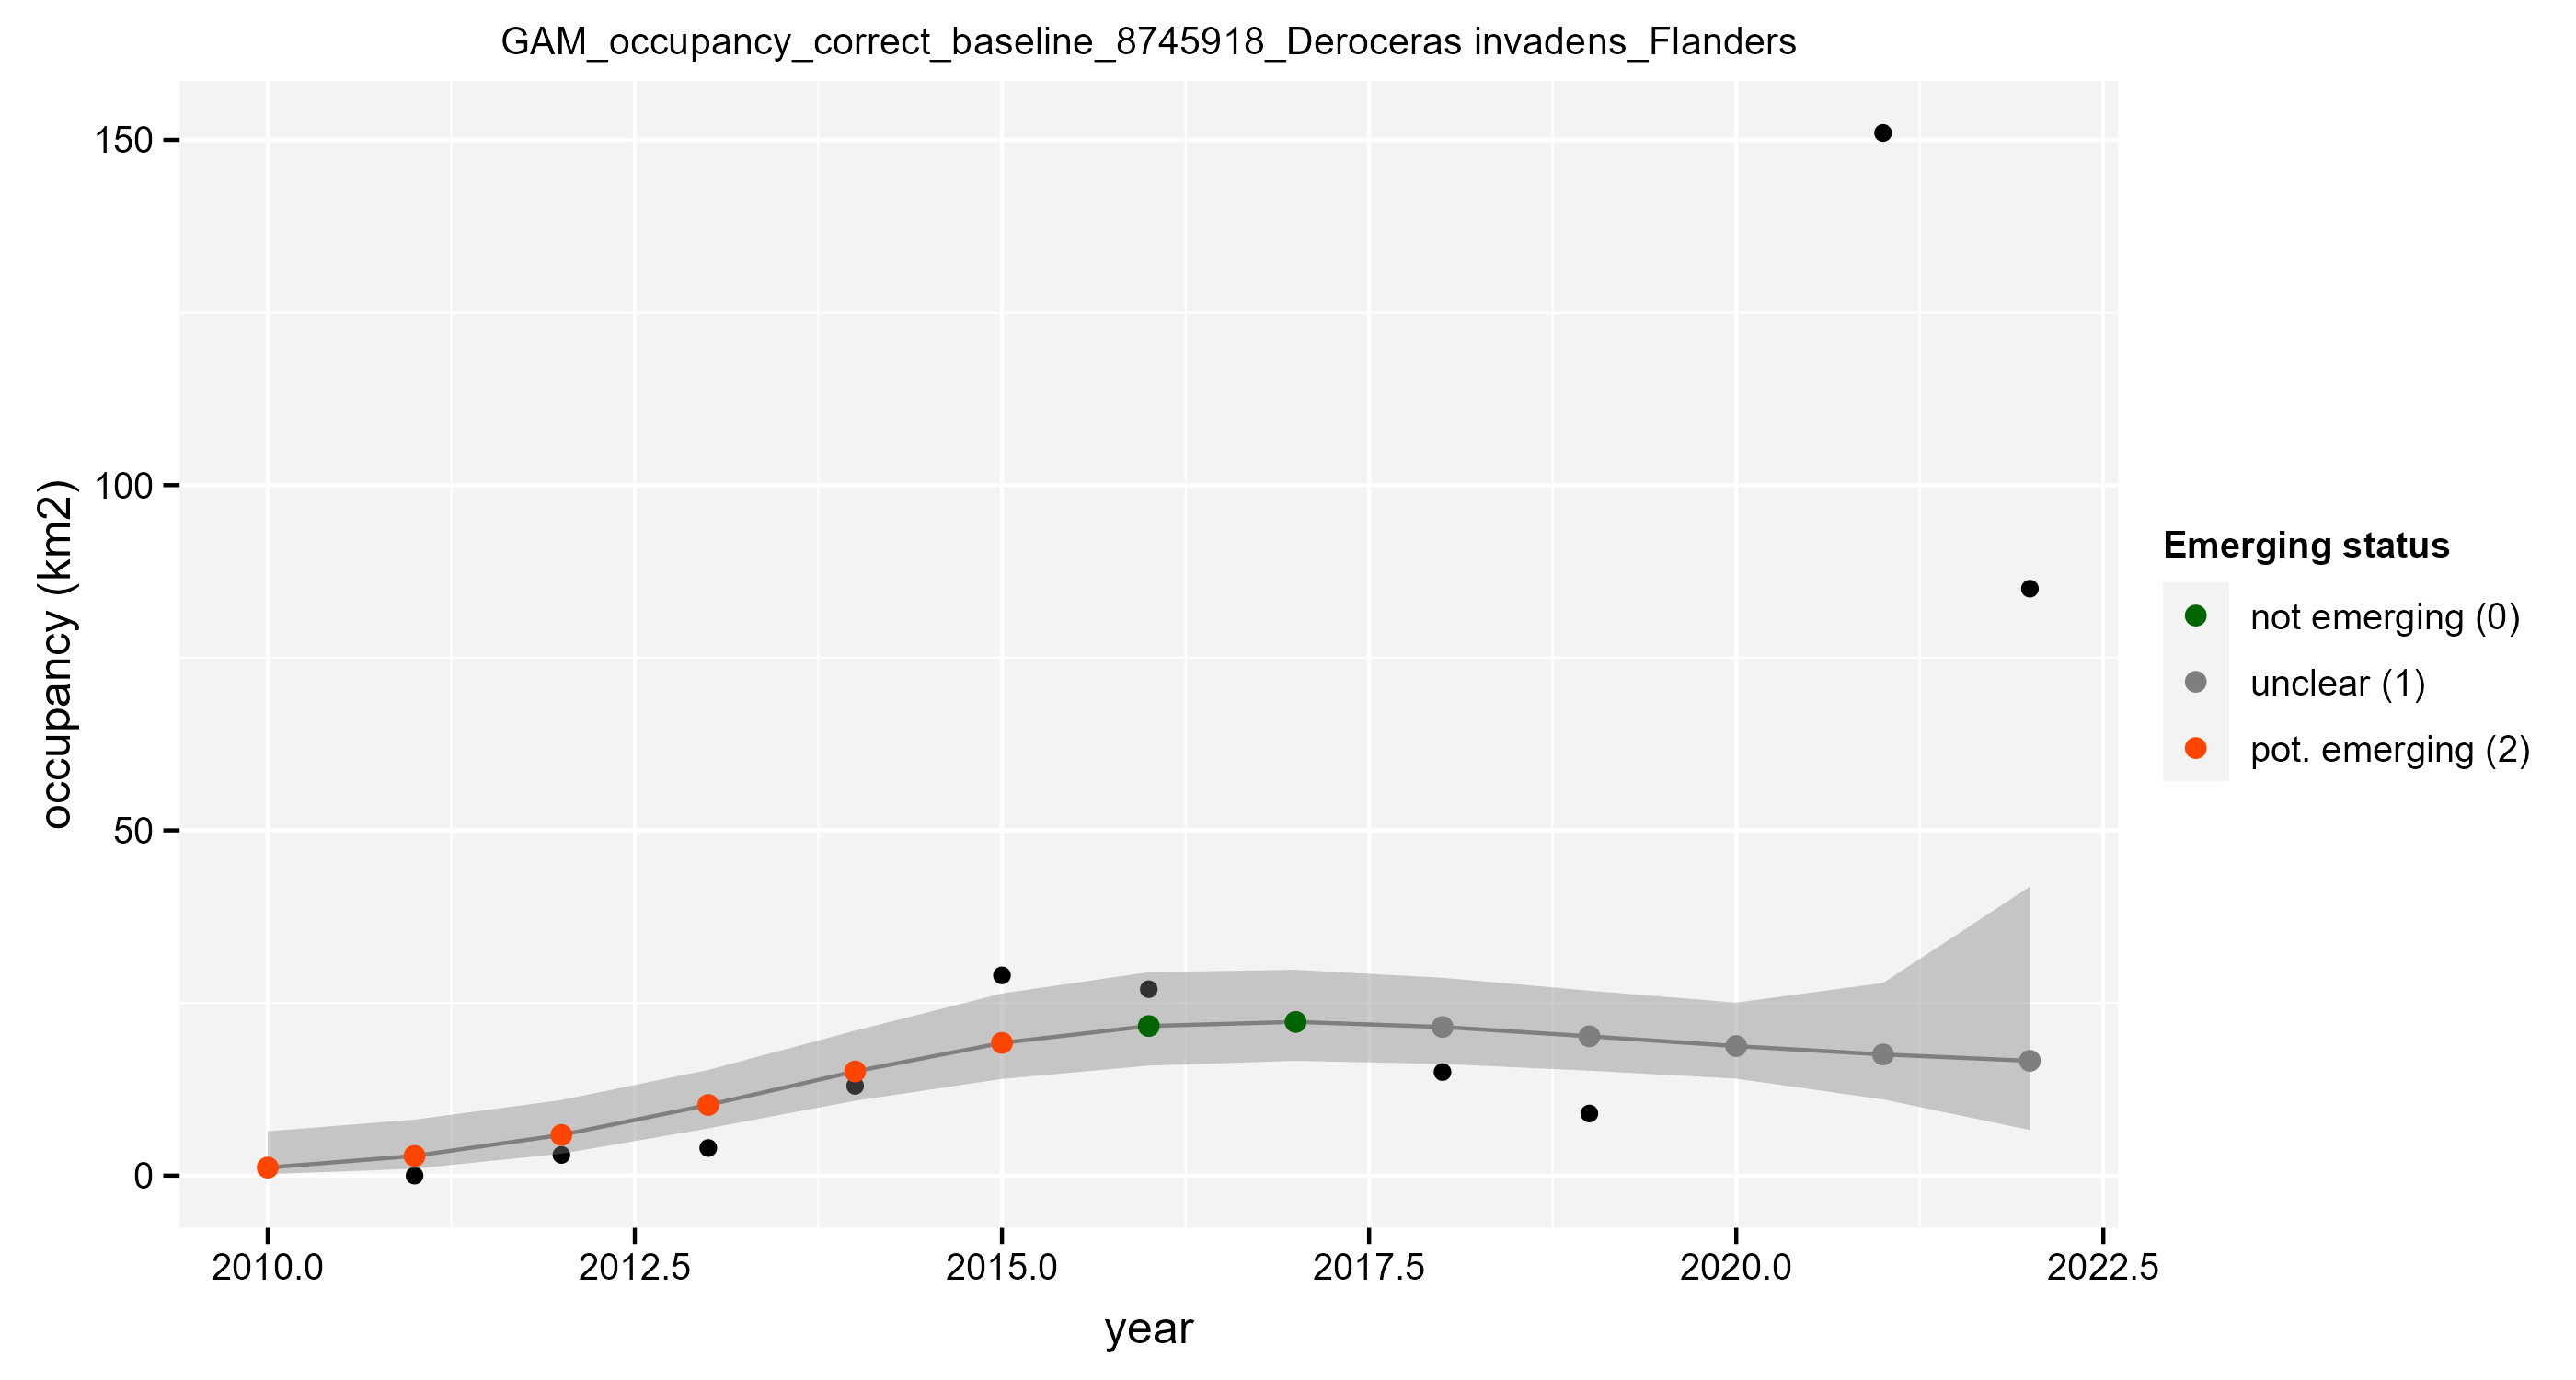 GAM_occupancy_correct_baseline_8745918_Deroceras invadens_Flanders
occupancy (km2)
150
100
50
0
2010.0
2012.5
2015.0
2017.5
2020.0
2022.5
year
Emerging status
not emerging (0)
unclear (1)
pot. emerging (2)